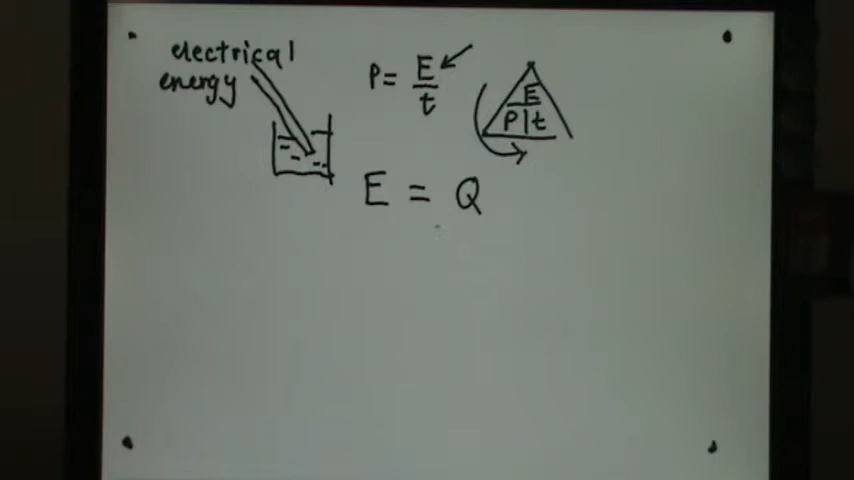 electrical
energy
P = E/t
E
P | t
E = Q